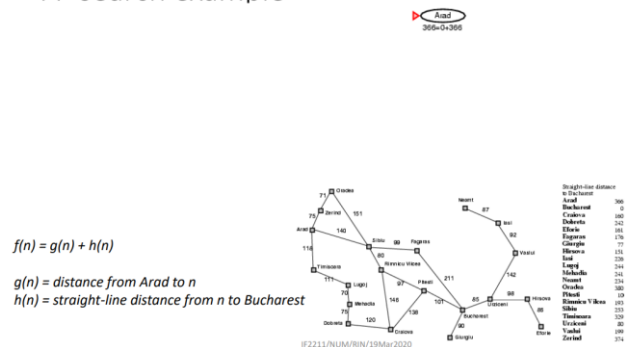 Arad
366=0+366
f(n) = g(n) + h(n)
g(n) = distance from Arad to n
h(n) = straight-line distance from n to Bucharest
Oradea
71
Zerind
75
151
Arad
140
118
Sibiu
99
Fagaras
80
Rimnicu Vilcea
Timisoara
111
Lugoj
70
Mehadia
75
Dobreta
120
Craiova
146
97
Pitesti
138
101
211
Bucharest
90
Giurgiu
85
Urziceni
98
Hirsova
86
Eforie
142
Vaslui
92
Iasi
87
Neamt
Straight-line distance
to Bucharest
Arad 366
Bucharest 0
Craiova 160
Dobreta 242
Eforie 161
Fagaras 176
Giurgiu 77
Hirsova 151
Iasi 226
Lugoj 244
Mehadia 241
Neamt 234
Oradea 380
Pitesti 10
Rimnicu Vilcea 193
Sibiu 253
Timisoara 329
Urziceni 80
Vaslui 199
Zerind 374
IF2211/NUM/RIN/19Mar2020